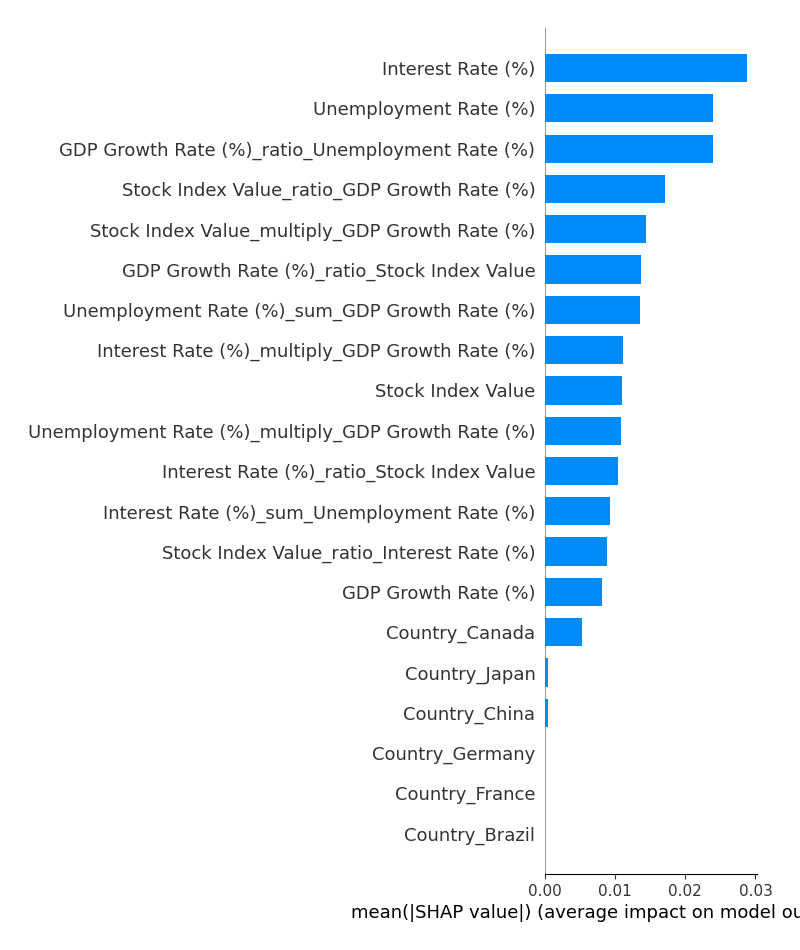 Interest Rate (%)
Unemployment Rate (%)
GDP Growth Rate (%)_ratio_Unemployment Rate (%)
Stock Index Value_ratio_GDP Growth Rate (%)
Stock Index Value_multiply_GDP Growth Rate (%)
GDP Growth Rate (%)_ratio_Stock Index Value
Unemployment Rate (%)_sum_GDP Growth Rate (%)
Interest Rate (%)_multiply_GDP Growth Rate (%)
Stock Index Value
Unemployment Rate (%)_multiply_GDP Growth Rate (%)
Interest Rate (%)_ratio_Stock Index Value
Interest Rate (%)_sum_Unemployment Rate (%)
Stock Index Value_ratio_Interest Rate (%)
GDP Growth Rate (%)
Country_Canada
Country_Japan
Country_China
Country_Germany
Country_France
Country_Brazil
0.00 0.01 0.02 0.03
mean(|SHAP value|) (average impact on model ou